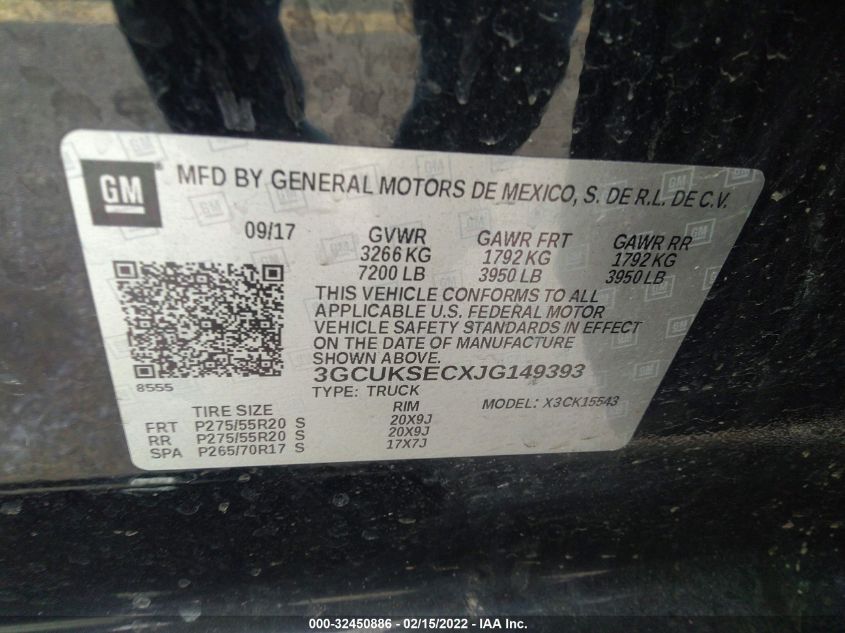 GM MFD BY GENERAL MOTORS DE MEXICO, S. DE R.L. DE C.V.
09/17 GVWR GAWR FRT GAWR RR
3266 KG 1792 KG 1792 KG
7200 LB 3950 LB 3950 LB
THIS VEHICLE CONFORMS TO ALL
APPLICABLE U.S. FEDERAL MOTOR
VEHICLE SAFETY STANDARDS IN EFFECT
ON THE DATE OF MANUFACTURE
SHOWN ABOVE.
8555 3GCUKSECXJG149393
TYPE: TRUCK MODEL: X3CK15543
TIRE SIZE RIM
FRT P275/55R20 S 20X9J
RR P275/55R20 S 20X9J
SPA P265/70R17 S 17X7J
000-32450886 - 02/15/2022 - IAA Inc.